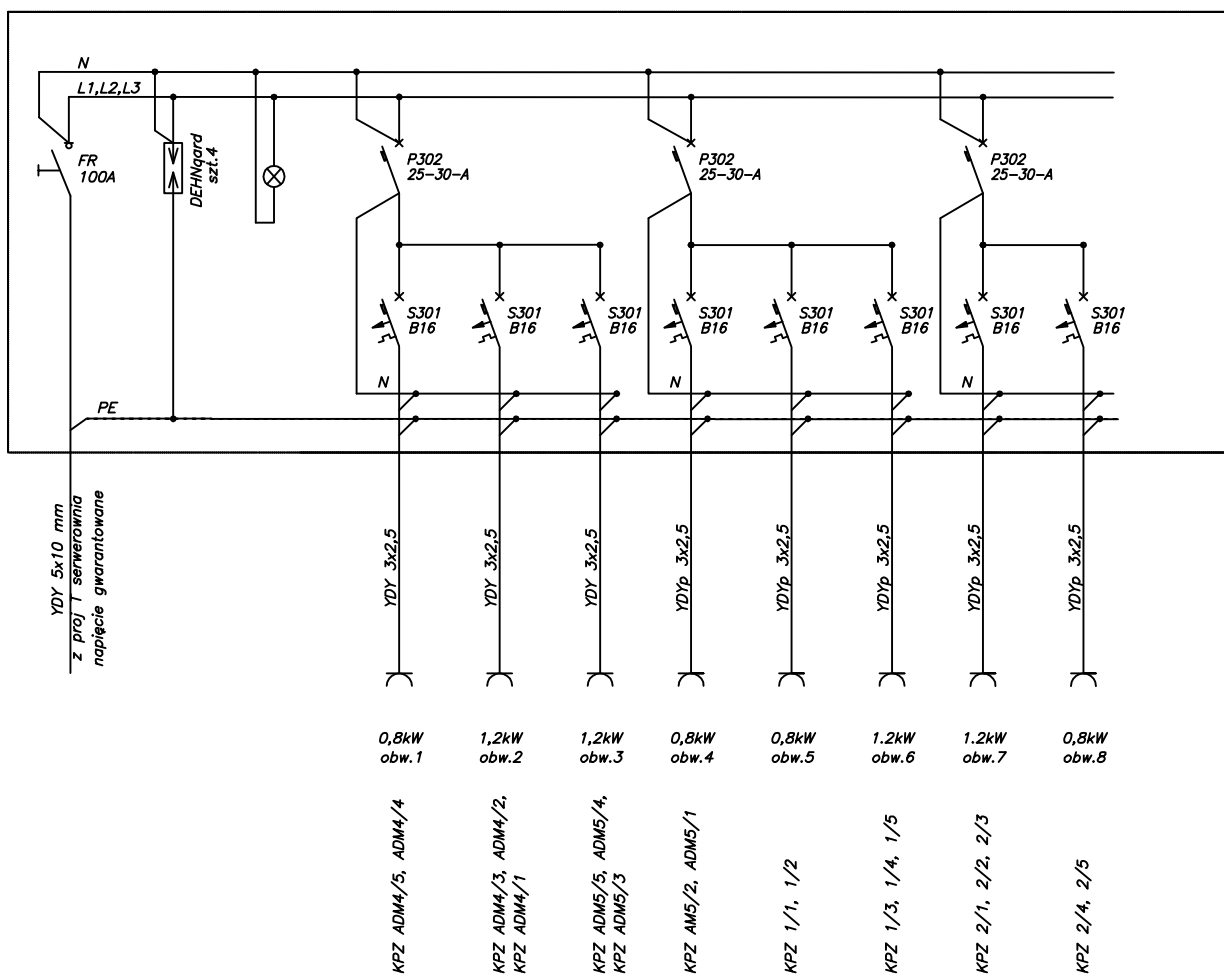 N
L1,L2,L3
FR
100A
DEHNqard
szt.4
P302
25-30-A
P302
25-30-A
P302
25-30-A
S301
B16
S301
B16
S301
B16
S301
B16
S301
B16
S301
B16
S301
B16
S301
B16
N
N
N
PE
YDY 5x10 mm
z proj T serwerownia
napięcie gwarantowane
YDY 3x2,5
YDY 3x2,5
YDY 3x2,5
YDYp 3x2,5
YDYp 3x2,5
YDYp 3x2,5
YDYp 3x2,5
YDYp 3x2,5
0,8kW
obw.1
1,2kW
obw.2
1,2kW
obw.3
0,8kW
obw.4
0,8kW
obw.5
1.2kW
obw.6
1.2kW
obw.7
0,8kW
obw.8
KPZ ADM4/5, ADM4/4
KPZ ADM4/3, ADM4/2,
KPZ ADM4/1
KPZ ADM5/5, ADM5/4,
KPZ ADM5/3
KPZ AM5/2, ADM5/1
KPZ 1/1, 1/2
KPZ 1/3, 1/4, 1/5
KPZ 2/1, 2/2, 2/3
KPZ 2/4, 2/5